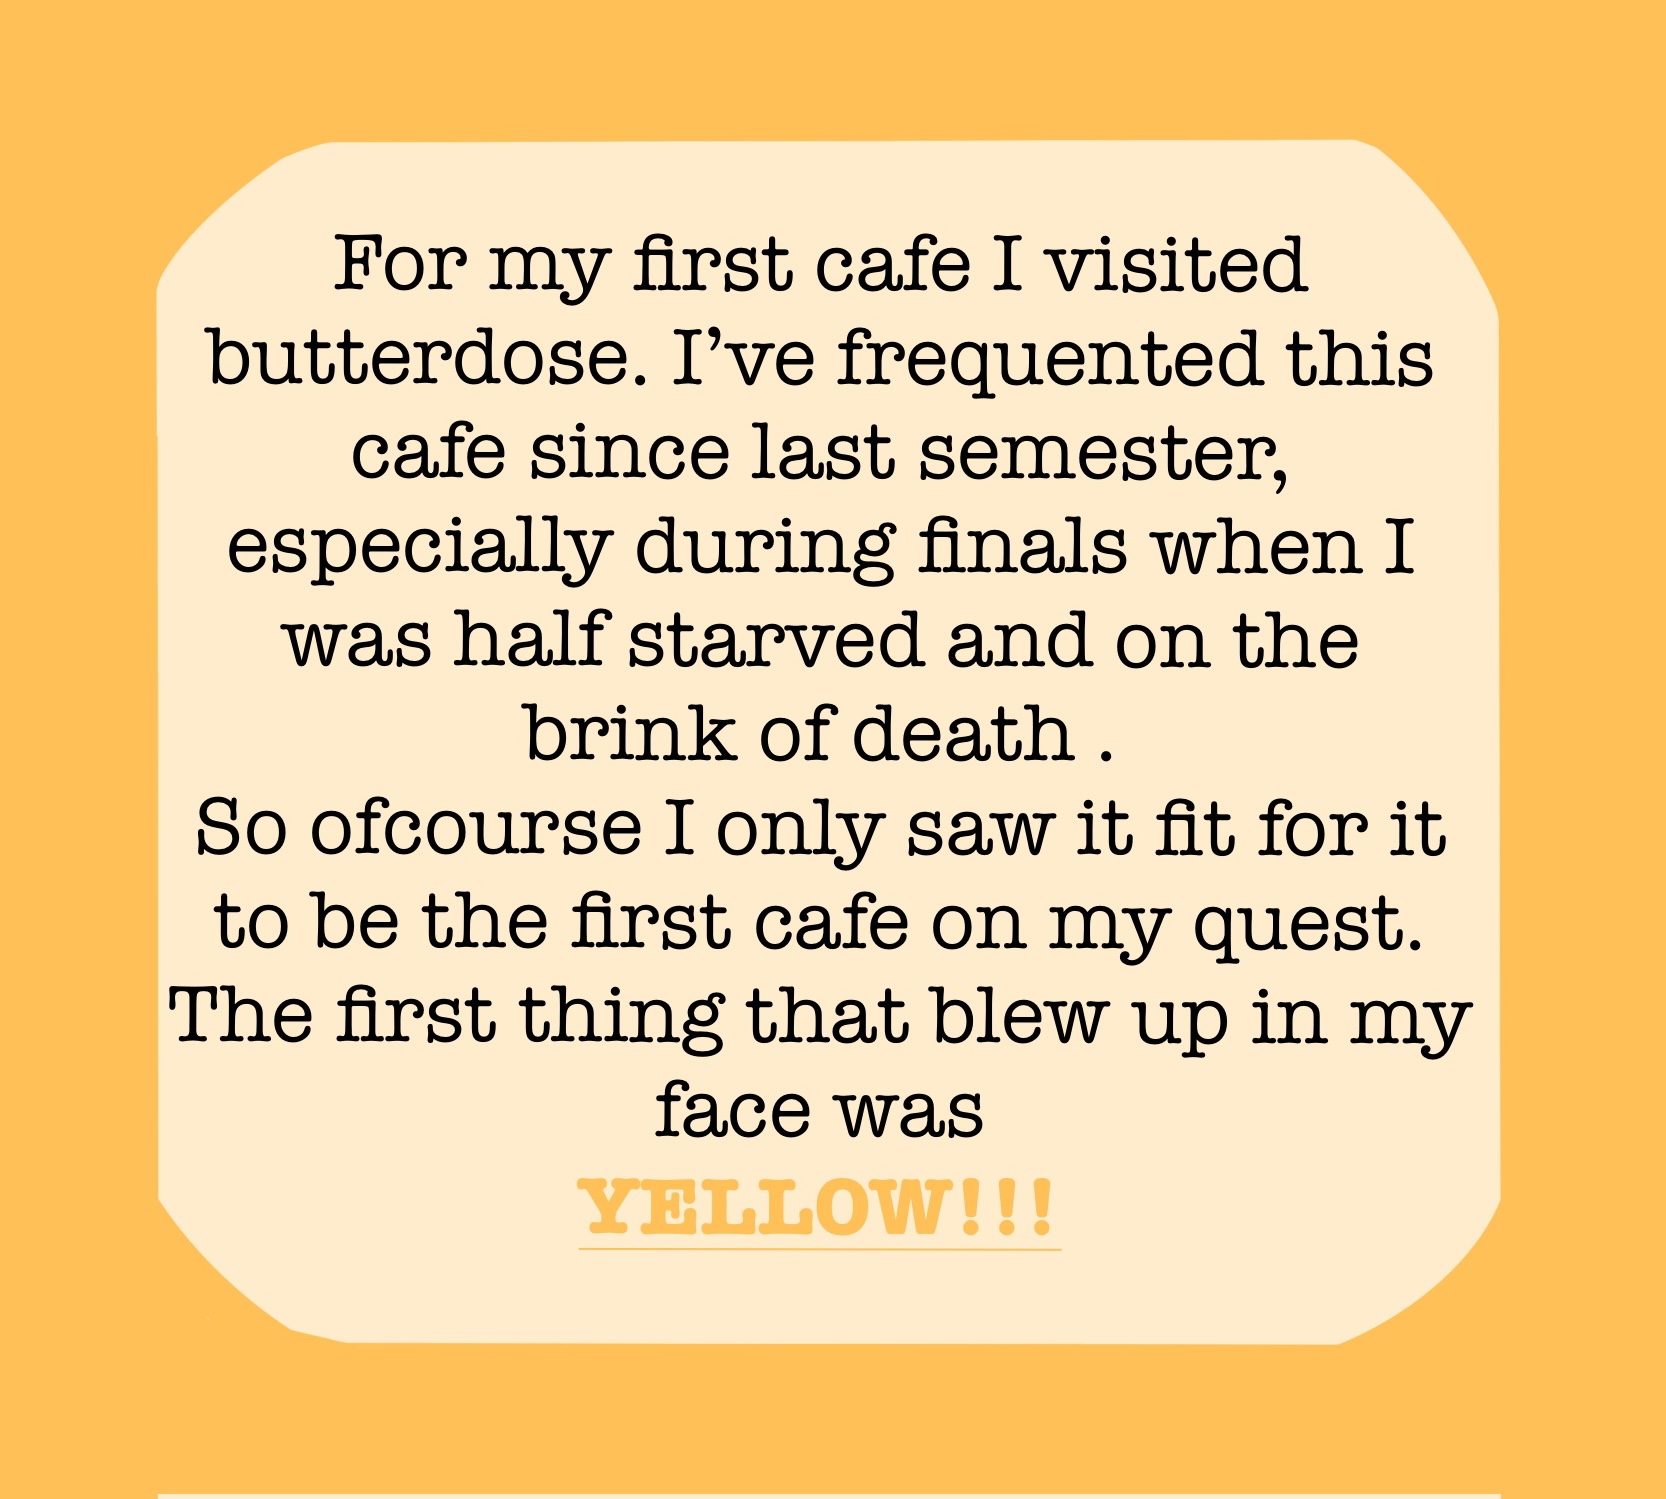 For my first cafe I visited
butterdose. I’ve frequented this
cafe since last semester,
especially during finals when I
was half starved and on the
brink of death .
So ofcourse I only saw it fit for it
to be the first cafe on my quest.
The first thing that blew up in my
face was
YELLOW!!!